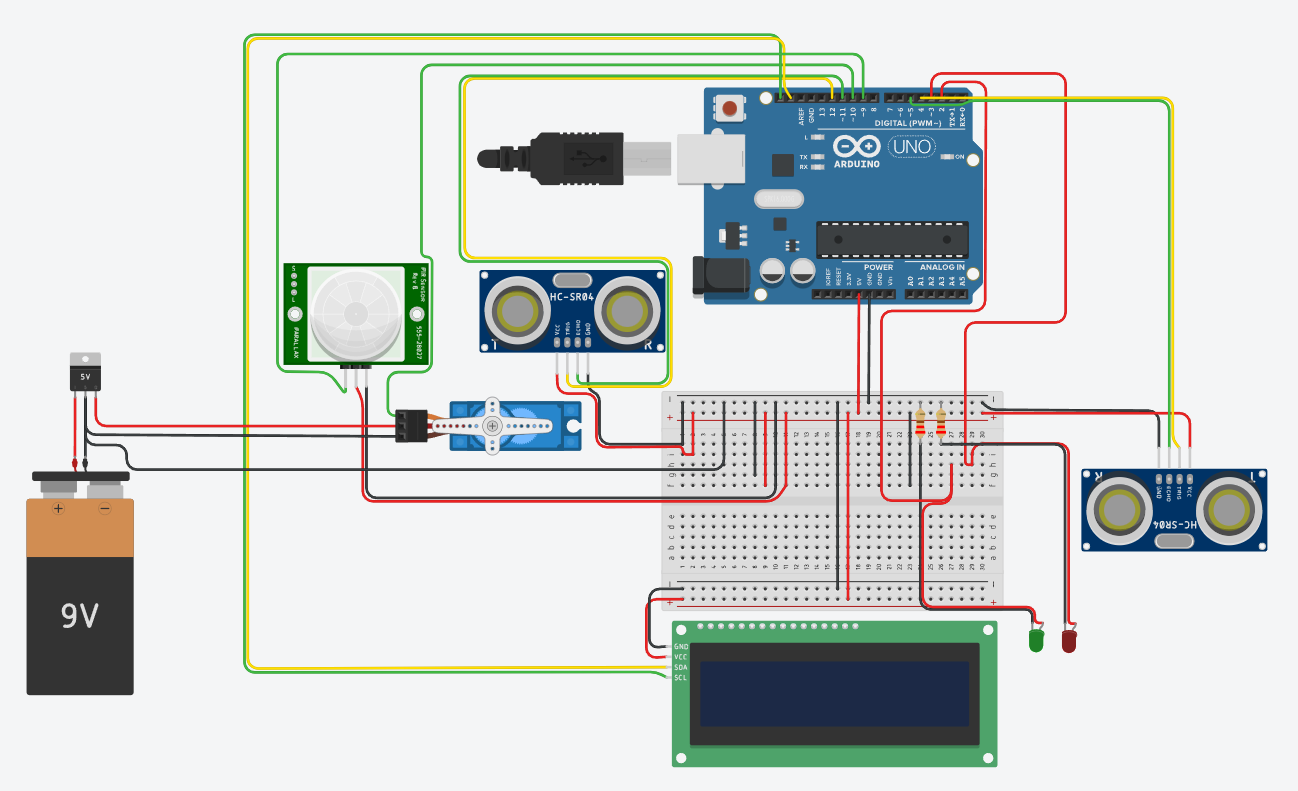 AREF
GND
13
12
~11
~10
~9
8
7
~6
~5
4
~3
2
TX→1
RX←0
DIGITAL (PWM~)
L
TX
RX
ARDUINO
UNO
ON
POWER
ANALOG IN
IOREF
RESET
3.3V
5V
GND
GND
Vin
A0
A1
A2
A3
A4
A5
PIR Sensor
Rev B
555-28027
PARALLAX
HC-SR04
VCC
TRIG
ECHO
GND
T
R
5V
9V
HC-SR04
GND
ECHO
TRIG
VCC
R
T
GND
VCC
SDA
SCL